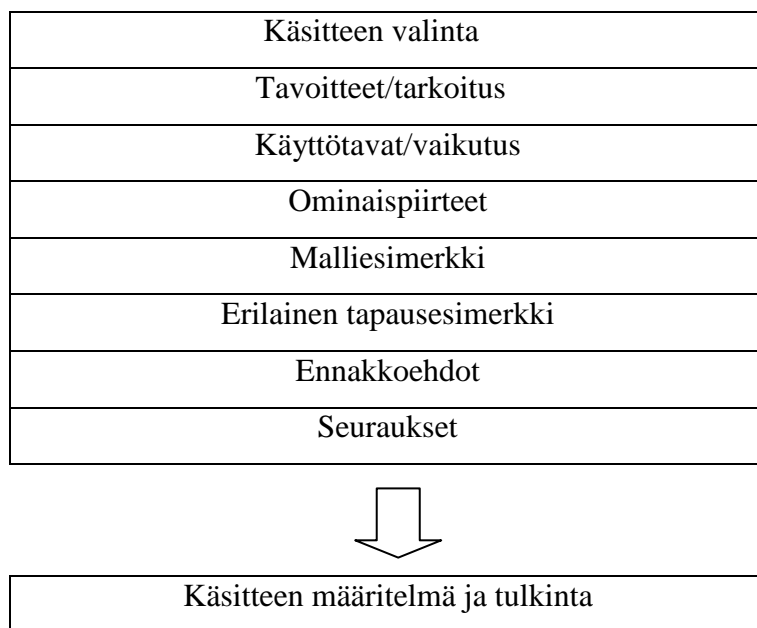 Käsitteen valinta
Tavoitteet/tarkoitus
Käyttötavat/vaikutus
Ominaispiirteet
Malliesimerkki
Erilainen tapausesimerkki
Ennakkoehdot
Seuraukset
Käsitteen määritelmä ja tulkinta